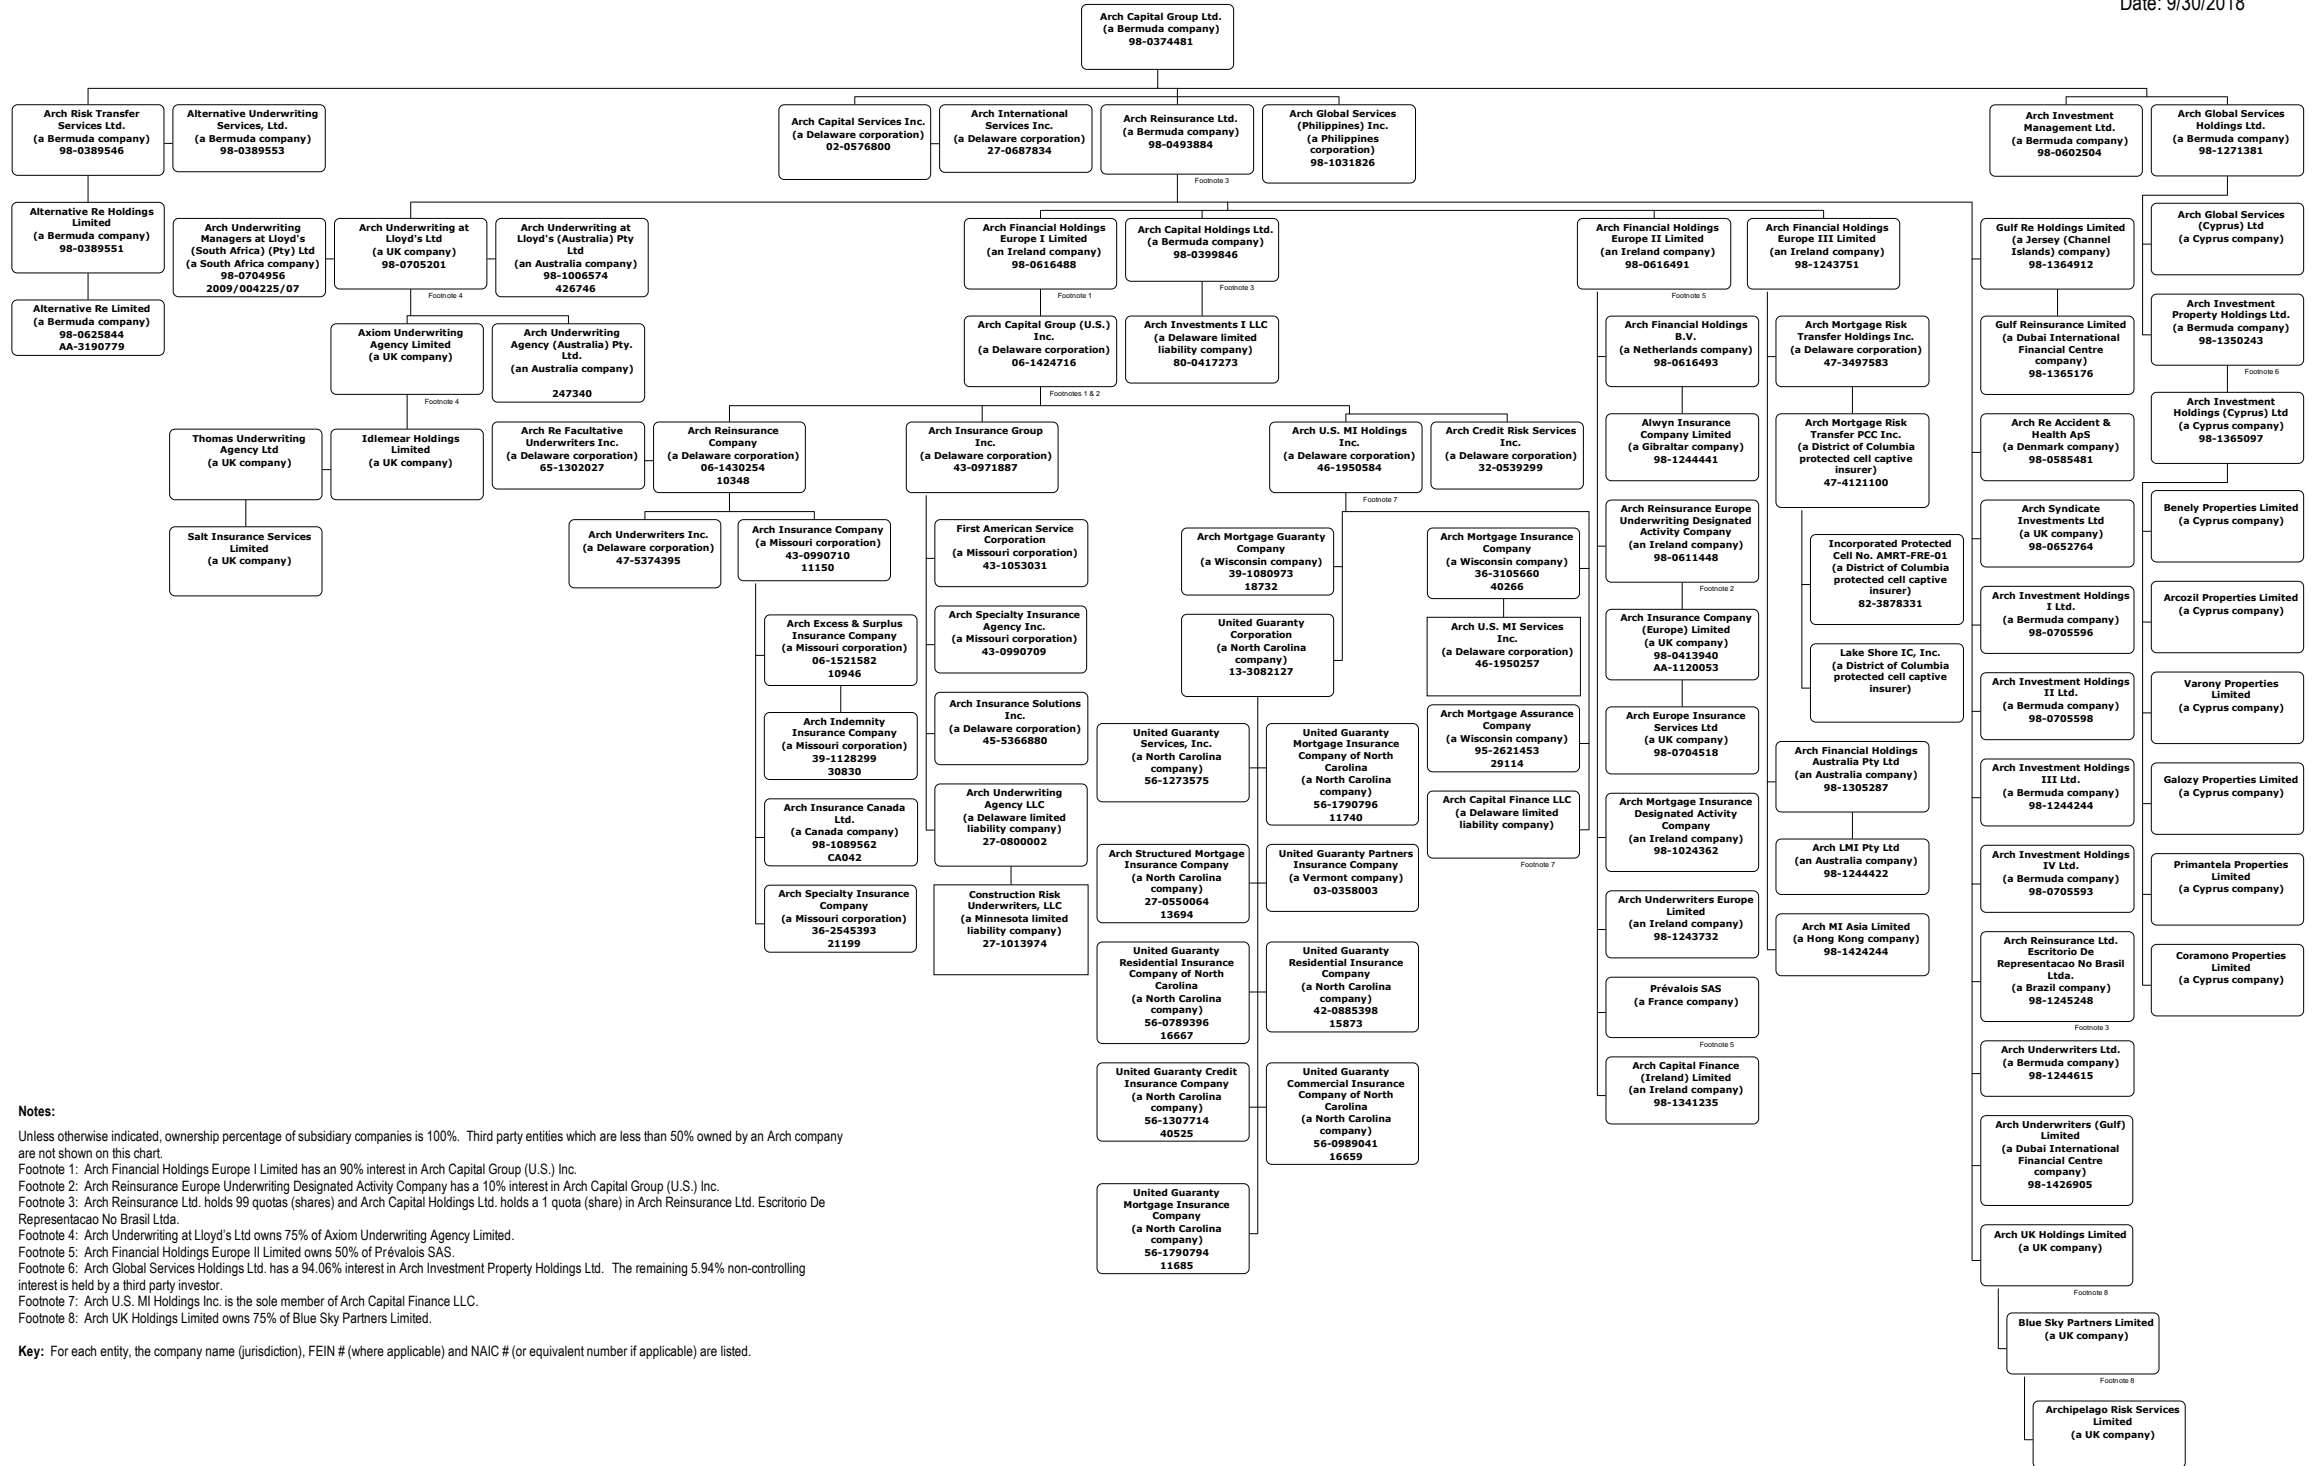 Date: 9/30/2018
Arch Capital Group Ltd.
(a Bermuda company)
98-0374481
Arch Risk Transfer
Services Ltd.
(a Bermuda company)
98-0389546
Alternative Underwriting
Services, Ltd.
(a Bermuda company)
98-0389553
Arch Capital Services Inc.
(a Delaware corporation)
02-0576800
Arch International
Services Inc.
(a Delaware corporation)
27-0687834
Arch Reinsurance Ltd.
(a Bermuda company)
98-0493884
Footnote 3
Arch Global Services
(Philippines) Inc.
(a Philippines
corporation)
98-1031826
Arch Investment
Management Ltd.
(a Bermuda company)
98-0602504
Arch Global Services
Holdings Ltd.
(a Bermuda company)
98-1271381
Alternative Re Holdings
Limited
(a Bermuda company)
98-0389551
Arch Underwriting
Managers at Lloyd's
(South Africa) (Pty) Ltd
(a South Africa company)
98-0704956
2009/004225/07
Arch Underwriting at
Lloyd's Ltd
(a UK company)
98-0705201
Footnote 4
Arch Underwriting at
Lloyd's (Australia) Pty
Ltd
(an Australia company)
98-1006574
426746
Arch Financial Holdings
Europe I Limited
(an Ireland company)
98-0616488
Footnote 1
Arch Capital Holdings Ltd.
(a Bermuda company)
98-0399846
Footnote 3
Arch Financial Holdings
Europe II Limited
(an Ireland company)
98-0616491
Footnote 5
Arch Financial Holdings
Europe III Limited
(an Ireland company)
98-1243751
Gulf Re Holdings Limited
(a Jersey (Channel
Islands) company)
98-1364912
Arch Global Services
(Cyprus) Ltd
(a Cyprus company)
Alternative Re Limited
(a Bermuda company)
98-0625844
AA-3190779
Axiom Underwriting
Agency Limited
(a UK company)
Footnote 4
Arch Underwriting
Agency (Australia) Pty.
Ltd.
(an Australia company)
247340
Arch Capital Group (U.S.)
Inc.
(a Delaware corporation)
06-1424716
Footnotes 1 & 2
Arch Investments I LLC
(a Delaware limited
liability company)
80-0417273
Arch Financial Holdings
B.V.
(a Netherlands company)
98-0616493
Arch Mortgage Risk
Transfer Holdings Inc.
(a Delaware corporation)
47-3497583
Gulf Reinsurance Limited
(a Dubai International
Financial Centre
company)
98-1365176
Arch Investment
Property Holdings Ltd.
(a Bermuda company)
98-1350243
Footnote 6
Thomas Underwriting
Agency Ltd
(a UK company)
Idlemear Holdings
Limited
(a UK company)
Arch Re Facultative
Underwriters Inc.
(a Delaware corporation)
65-1302027
Arch Reinsurance
Company
(a Delaware corporation)
06-1430254
10348
Arch Insurance Group
Inc.
(a Delaware corporation)
43-0971887
Arch U.S. MI Holdings
Inc.
(a Delaware corporation)
46-1950584
Footnote 7
Arch Credit Risk Services
Inc.
(a Delaware corporation)
32-0539299
Alwyn Insurance
Company Limited
(a Gibraltar company)
98-1244441
Arch Mortgage Risk
Transfer PCC Inc.
(a District of Columbia
protected cell captive
insurer)
47-4121100
Arch Re Accident &
Health ApS
(a Denmark company)
98-0585481
Arch Investment
Holdings (Cyprus) Ltd
(a Cyprus company)
98-1365097
Salt Insurance Services
Limited
(a UK company)
Arch Underwriters Inc.
(a Delaware corporation)
47-5374395
Arch Insurance Company
(a Missouri corporation)
43-0990710
11150
First American Service
Corporation
(a Missouri corporation)
43-1053031
Arch Mortgage Guaranty
Company
(a Wisconsin company)
39-1080973
18732
Arch Mortgage Insurance
Company
(a Wisconsin company)
36-3105660
40266
Arch Reinsurance Europe
Underwriting Designated
Activity Company
(an Ireland company)
98-0611448
Footnote 2
Incorporated Protected
Cell No. AMRT-FRE-01
(a District of Columbia
protected cell captive
insurer)
82-3878331
Arch Syndicate
Investments Ltd
(a UK company)
98-0652764
Benely Properties Limited
(a Cyprus company)
Arch Excess & Surplus
Insurance Company
(a Missouri corporation)
06-1521582
10946
Arch Specialty Insurance
Agency Inc.
(a Missouri corporation)
43-0990709
United Guaranty
Corporation
(a North Carolina
company)
13-3082127
Arch U.S. MI Services
Inc.
(a Delaware corporation)
46-1950257
Arch Insurance Company
(Europe) Limited
(a UK company)
98-0413940
AA-1120053
Lake Shore IC, Inc.
(a District of Columbia
protected cell captive
insurer)
Arch Investment Holdings
I Ltd.
(a Bermuda company)
98-0705596
Arcozil Properties Limited
(a Cyprus company)
Arch Indemnity
Insurance Company
(a Missouri corporation)
39-1128299
30830
Arch Insurance Solutions
Inc.
(a Delaware corporation)
45-5366880
United Guaranty
Services, Inc.
(a North Carolina
company)
56-1273575
United Guaranty
Mortgage Insurance
Company of North
Carolina
(a North Carolina
company)
56-1790796
11740
Arch Mortgage Assurance
Company
(a Wisconsin company)
95-2621453
29114
Arch Europe Insurance
Services Ltd
(a UK company)
98-0704518
Arch Financial Holdings
Australia Pty Ltd
(an Australia company)
98-1305287
Arch Investment Holdings
II Ltd.
(a Bermuda company)
98-0705598
Varony Properties
Limited
(a Cyprus company)
Arch Insurance Canada
Ltd.
(a Canada company)
98-1089562
CA042
Arch Underwriting
Agency LLC
(a Delaware limited
liability company)
27-0800002
Arch Capital Finance LLC
(a Delaware limited
liability company)
Footnote 7
Arch Mortgage Insurance
Designated Activity
Company
(an Ireland company)
98-1024362
Arch LMI Pty Ltd
(an Australia company)
98-1244422
Arch Investment Holdings
III Ltd.
(a Bermuda company)
98-1244244
Galozy Properties Limited
(a Cyprus company)
Arch Specialty Insurance
Company
(a Missouri corporation)
36-2545393
21199
Construction Risk
Underwriters, LLC
(a Minnesota limited
liability company)
27-1013974
Arch Structured Mortgage
Insurance Company
(a North Carolina
company)
27-0550064
13694
United Guaranty Partners
Insurance Company
(a Vermont company)
03-0358003
Arch Underwriters Europe
Limited
(an Ireland company)
98-1243732
Arch MI Asia Limited
(a Hong Kong company)
98-1424244
Arch Investment Holdings
IV Ltd.
(a Bermuda company)
98-0705593
Primantela Properties
Limited
(a Cyprus company)
United Guaranty
Residential Insurance
Company of North
Carolina
(a North Carolina
company)
56-0789396
16667
United Guaranty
Residential Insurance
Company
(a North Carolina
company)
42-0885398
15873
Prévalois SAS
(a France company)
Footnote 5
Arch Reinsurance Ltd.
Escritorio De
Representacao No Brasil
Ltda.
(a Brazil company)
98-1245248
Footnote 3
Coramono Properties
Limited
(a Cyprus company)
United Guaranty Credit
Insurance Company
(a North Carolina
company)
56-1307714
40525
United Guaranty
Commercial Insurance
Company of North
Carolina
(a North Carolina
company)
56-0989041
16659
Arch Capital Finance
(Ireland) Limited
(an Ireland company)
98-1341235
Arch Underwriters Ltd.
(a Bermuda company)
98-1244615
United Guaranty
Mortgage Insurance
Company
(a North Carolina
company)
56-1790794
11685
Arch Underwriters (Gulf)
Limited
(a Dubai International
Financial Centre
company)
98-1426905
Arch UK Holdings Limited
(a UK company)
Footnote 8
Blue Sky Partners Limited
(a UK company)
Footnote 8
Archipelago Risk Services
Limited
(a UK company)
Notes:
Unless otherwise indicated, ownership percentage of subsidiary companies is 100%. Third party entities which are less than 50% owned by an Arch company
are not shown on this chart.
Footnote 1: Arch Financial Holdings Europe I Limited has an 90% interest in Arch Capital Group (U.S.) Inc.
Footnote 2: Arch Reinsurance Europe Underwriting Designated Activity Company has a 10% interest in Arch Capital Group (U.S.) Inc.
Footnote 3: Arch Reinsurance Ltd. holds 99 quotas (shares) and Arch Capital Holdings Ltd. holds a 1 quota (share) in Arch Reinsurance Ltd. Escritorio De
Representacao No Brasil Ltda.
Footnote 4: Arch Underwriting at Lloyd's Ltd owns 75% of Axiom Underwriting Agency Limited.
Footnote 5: Arch Financial Holdings Europe II Limited owns 50% of Prévalois SAS.
Footnote 6: Arch Global Services Holdings Ltd. has a 94.06% interest in Arch Investment Property Holdings Ltd. The remaining 5.94% non-controlling
interest is held by a third party investor.
Footnote 7: Arch U.S. MI Holdings Inc. is the sole member of Arch Capital Finance LLC.
Footnote 8: Arch UK Holdings Limited owns 75% of Blue Sky Partners Limited.
Key: For each entity, the company name (jurisdiction), FEIN # (where applicable) and NAIC # (or equivalent number if applicable) are listed.